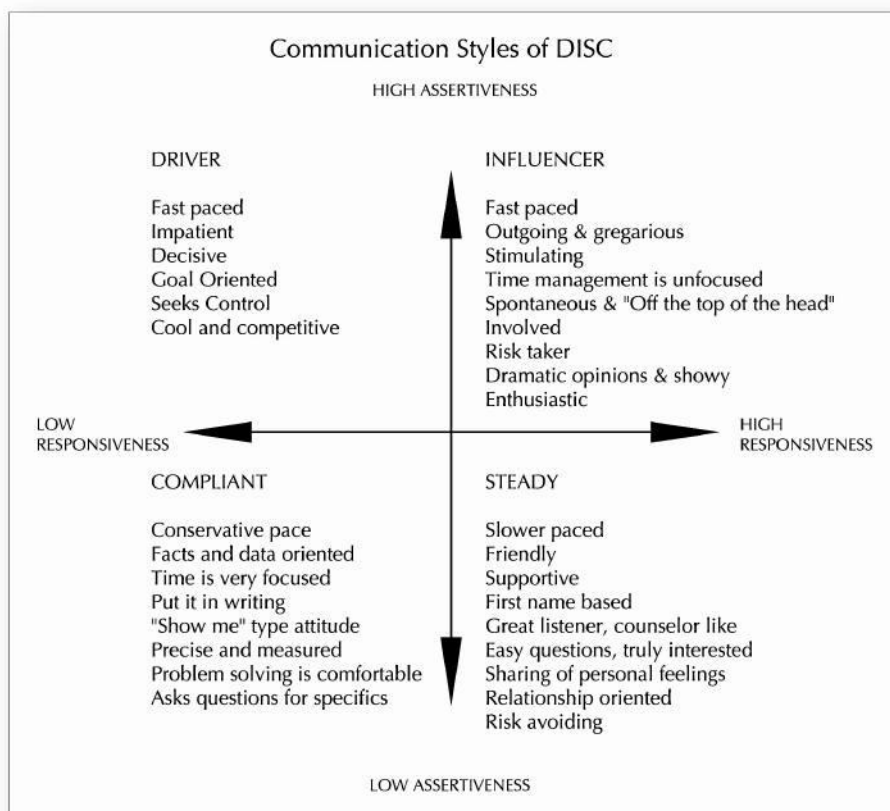 Communication Styles of DISC
HIGH ASSERTIVENESS
DRIVER
Fast paced
Impatient
Decisive
Goal Oriented
Seeks Control
Cool and competitive
INFLUENCER
Fast paced
Outgoing & gregarious
Stimulating
Time management is unfocused
Spontaneous & "Off the top of the head"
Involved
Risk taker
Dramatic opinions & showy
Enthusiastic
LOW
RESPONSIVENESS
HIGH
RESPONSIVENESS
COMPLIANT
Conservative pace
Facts and data oriented
Time is very focused
Put it in writing
"Show me" type attitude
Precise and measured
Problem solving is comfortable
Asks questions for specifics
STEADY
Slower paced
Friendly
Supportive
First name based
Great listener, counselor like
Easy questions, truly interested
Sharing of personal feelings
Relationship oriented
Risk avoiding
LOW ASSERTIVENESS